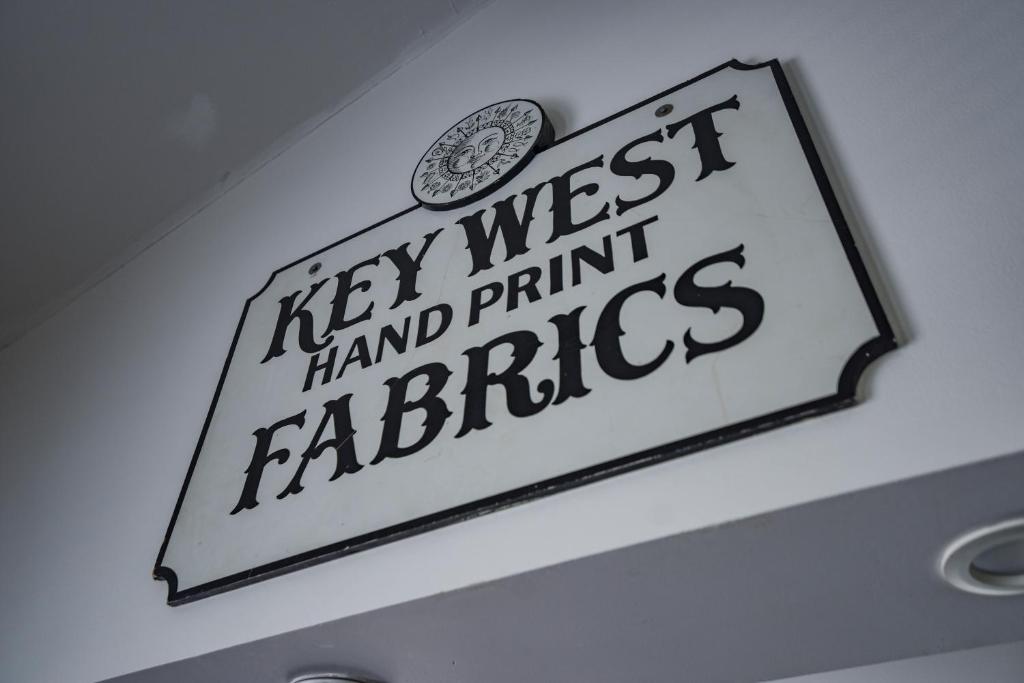 KEY WEST
HAND PRINT
FABRICS